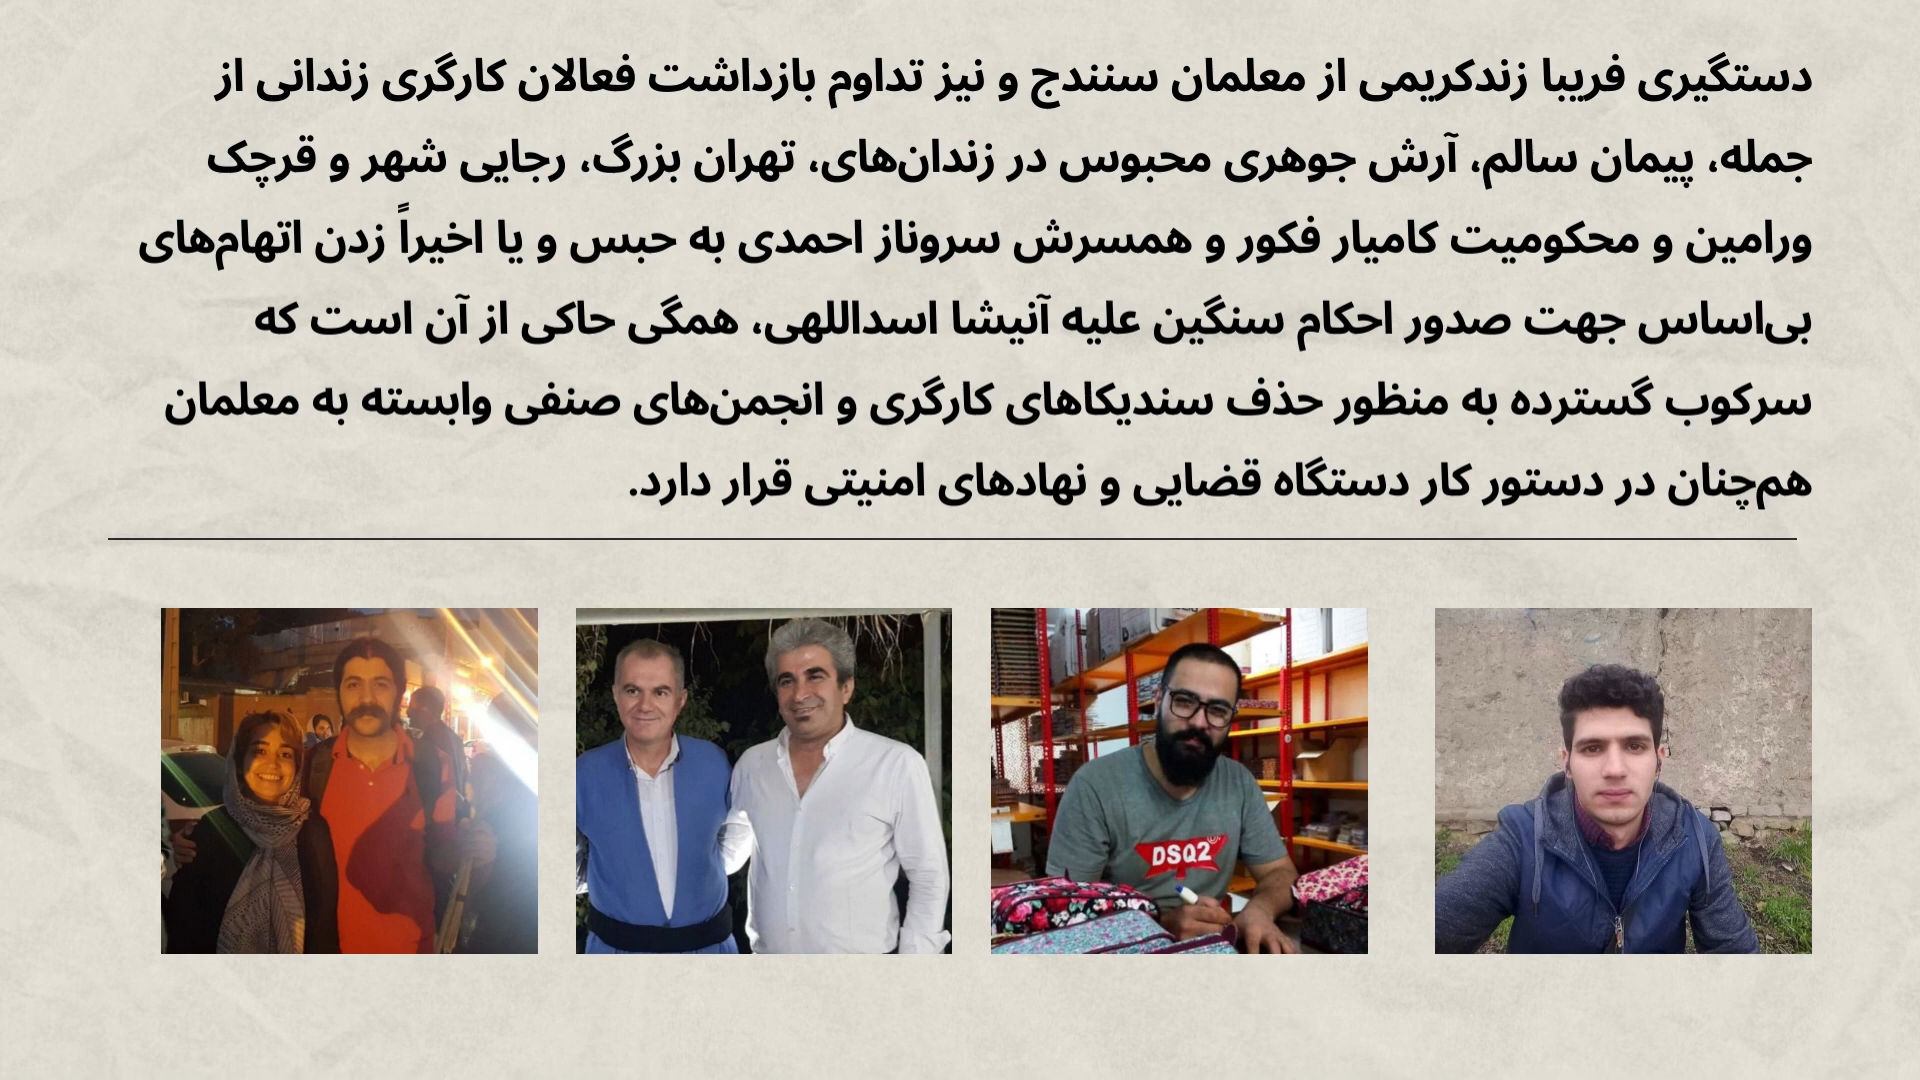 دستگیری فریبا زندکریمی از معلمان سنندج و نیز تداوم بازداشت فعالان کارگری زندانی از
جمله، پیمان سالم، آرش جوهری محبوس در زندان‌های، تهران بزرگ، رجایی شهر و قرچک
ورامین و محکومیت کامیار فکور و همسرش سروناز احمدی به حبس و یا اخیراً زدن اتهام‌های
بی‌اساس جهت صدور احکام سنگین علیه آنیشا اسداللهی، همگی حاکی از آن است که
سرکوب گسترده به منظور حذف سندیکاهای کارگری و انجمن‌های صنفی وابسته به معلمان
هم‌چنان در دستور کار دستگاه قضایی و نهادهای امنیتی قرار دارد.
DSQ2